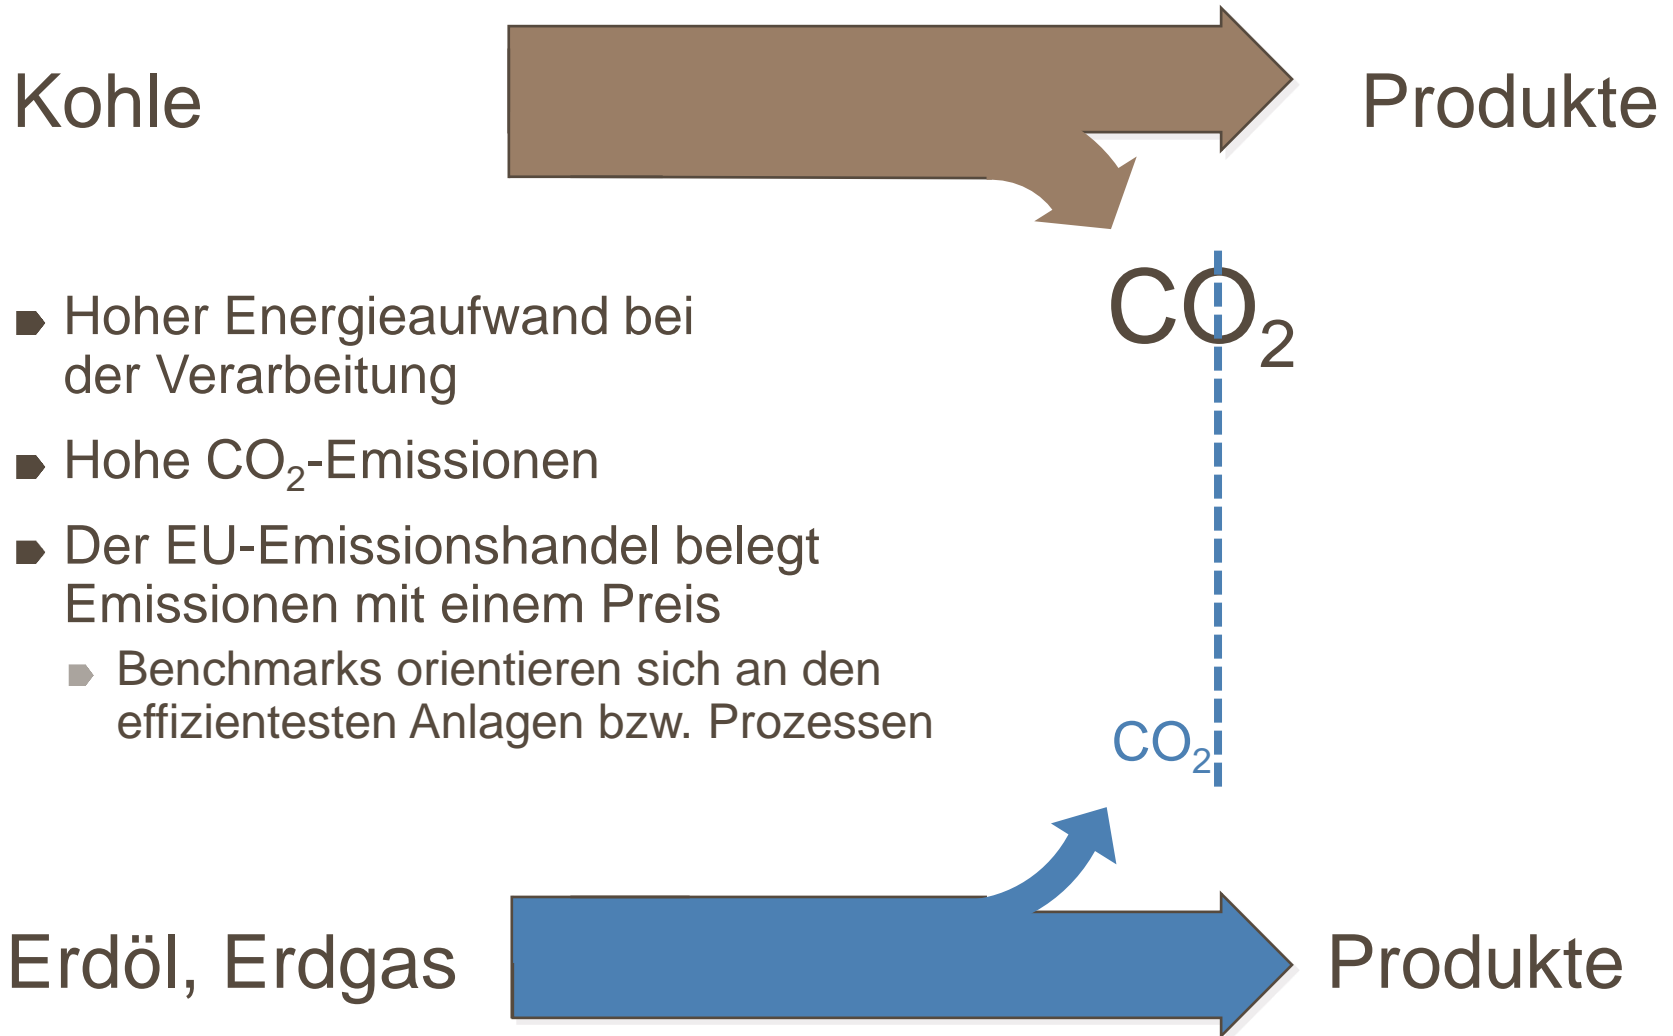 Kohle
Produkte
CO₂
Hoher Energieaufwand bei
der Verarbeitung
Hohe CO₂-Emissionen
Der EU-Emissionshandel belegt
Emissionen mit einem Preis
Benchmarks orientieren sich an den
effizientesten Anlagen bzw. Prozessen
CO₂
Erdöl, Erdgas
Produkte